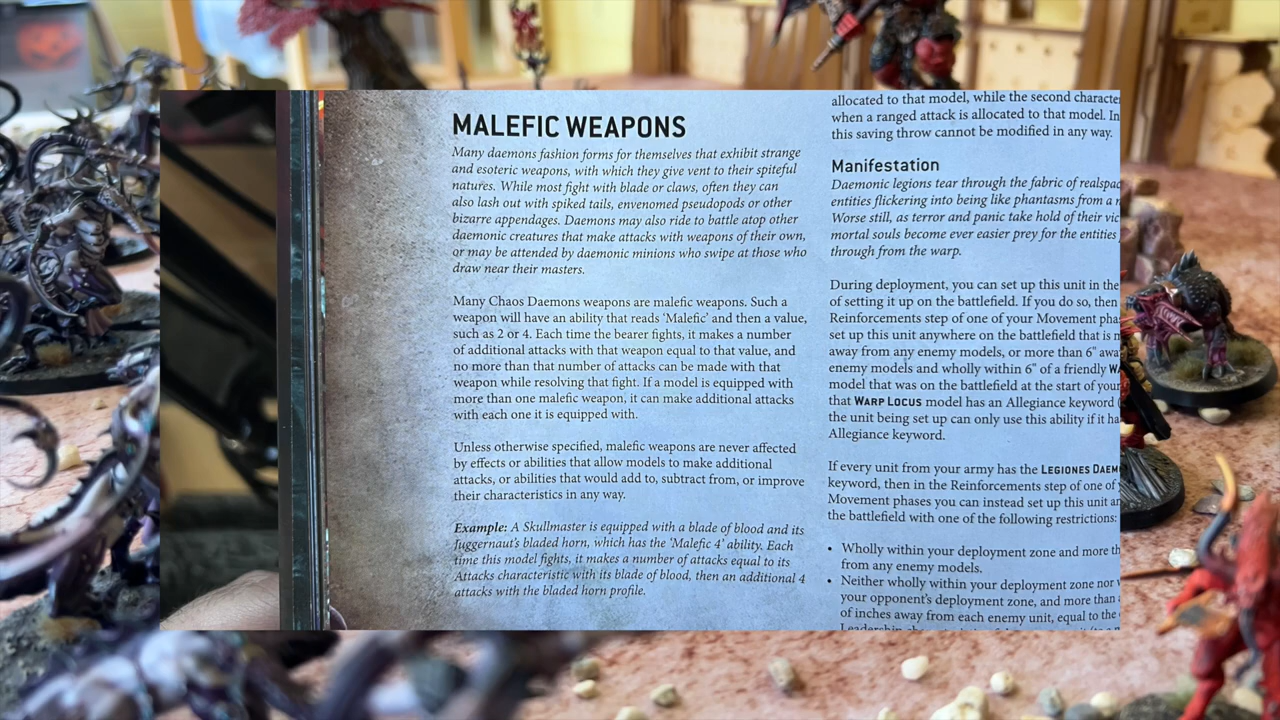 MALEFIC WEAPONS
Many daemons fashion forms for themselves that exhibit strange
and esoteric weapons, with which they give vent to their spiteful
natures. While most fight with blade or claws, often they can
also lash out with spiked tails, envenomed pseudopods or other
bizarre appendages. Daemons may also ride to battle atop other
daemonic creatures that make attacks with weapons of their own,
or may be attended by daemonic minions who swipe at those who
draw near their masters.
Many Chaos Daemons weapons are malefic weapons. Such a
weapon will have an ability that reads ‘Malefic’ and then a value,
such as 2 or 4. Each time the bearer fights, it makes a number
of additional attacks with that weapon equal to that value, and
no more than that number of attacks can be made with that
weapon while resolving that fight. If a model is equipped with
more than one malefic weapon, it can make additional attacks
with each one it is equipped with.
Unless otherwise specified, malefic weapons are never affected
by effects or abilities that allow models to make additional
attacks, or abilities that would add to, subtract from, or improve
their characteristics in any way.
Example: A Skullmaster is equipped with a blade of blood and its
Juggernaut's bladed horn, which has the ‘Malefic 4’ ability. Each
time this model fights, it makes a number of attacks equal to its
Attacks characteristic with its blade of blood, then an additional 4
attacks with the bladed horn profile.
allocated to that model, while the second
when a ranged attack is allocated to that model. In
this saving throw cannot be modified in any way.
Manifestation
Daemonic legions tear through the fabric of
entities flickering into being like phantasms from a
Worse still, as terror and panic take hold of their
mortal souls become ever easier prey for the entities
through from the warp.
During deployment, you can set up this unit in the
of setting it up on the battlefield. If you do so, then
Reinforcements step of one of your Movement
set up this unit anywhere on the battlefield that is
away from any enemy models, or more than 6"
enemy models and wholly within 6" of a friendly
model that was on the battlefield at the start of your
that WARP LOCUS model has an Allegiance keyword
the unit being set up can only use this ability if it
Allegiance keyword.
If every unit from your army has the LEGIONES
keyword, then in the Reinforcements step of one of
Movement phases you can instead set up this unit
the battlefield with one of the following restrictions:
• Wholly within your deployment zone and more
from any enemy models.
• Neither wholly within your deployment zone nor
your opponent's deployment zone, and more than
of inches away from each enemy unit, equal to the
Leadership